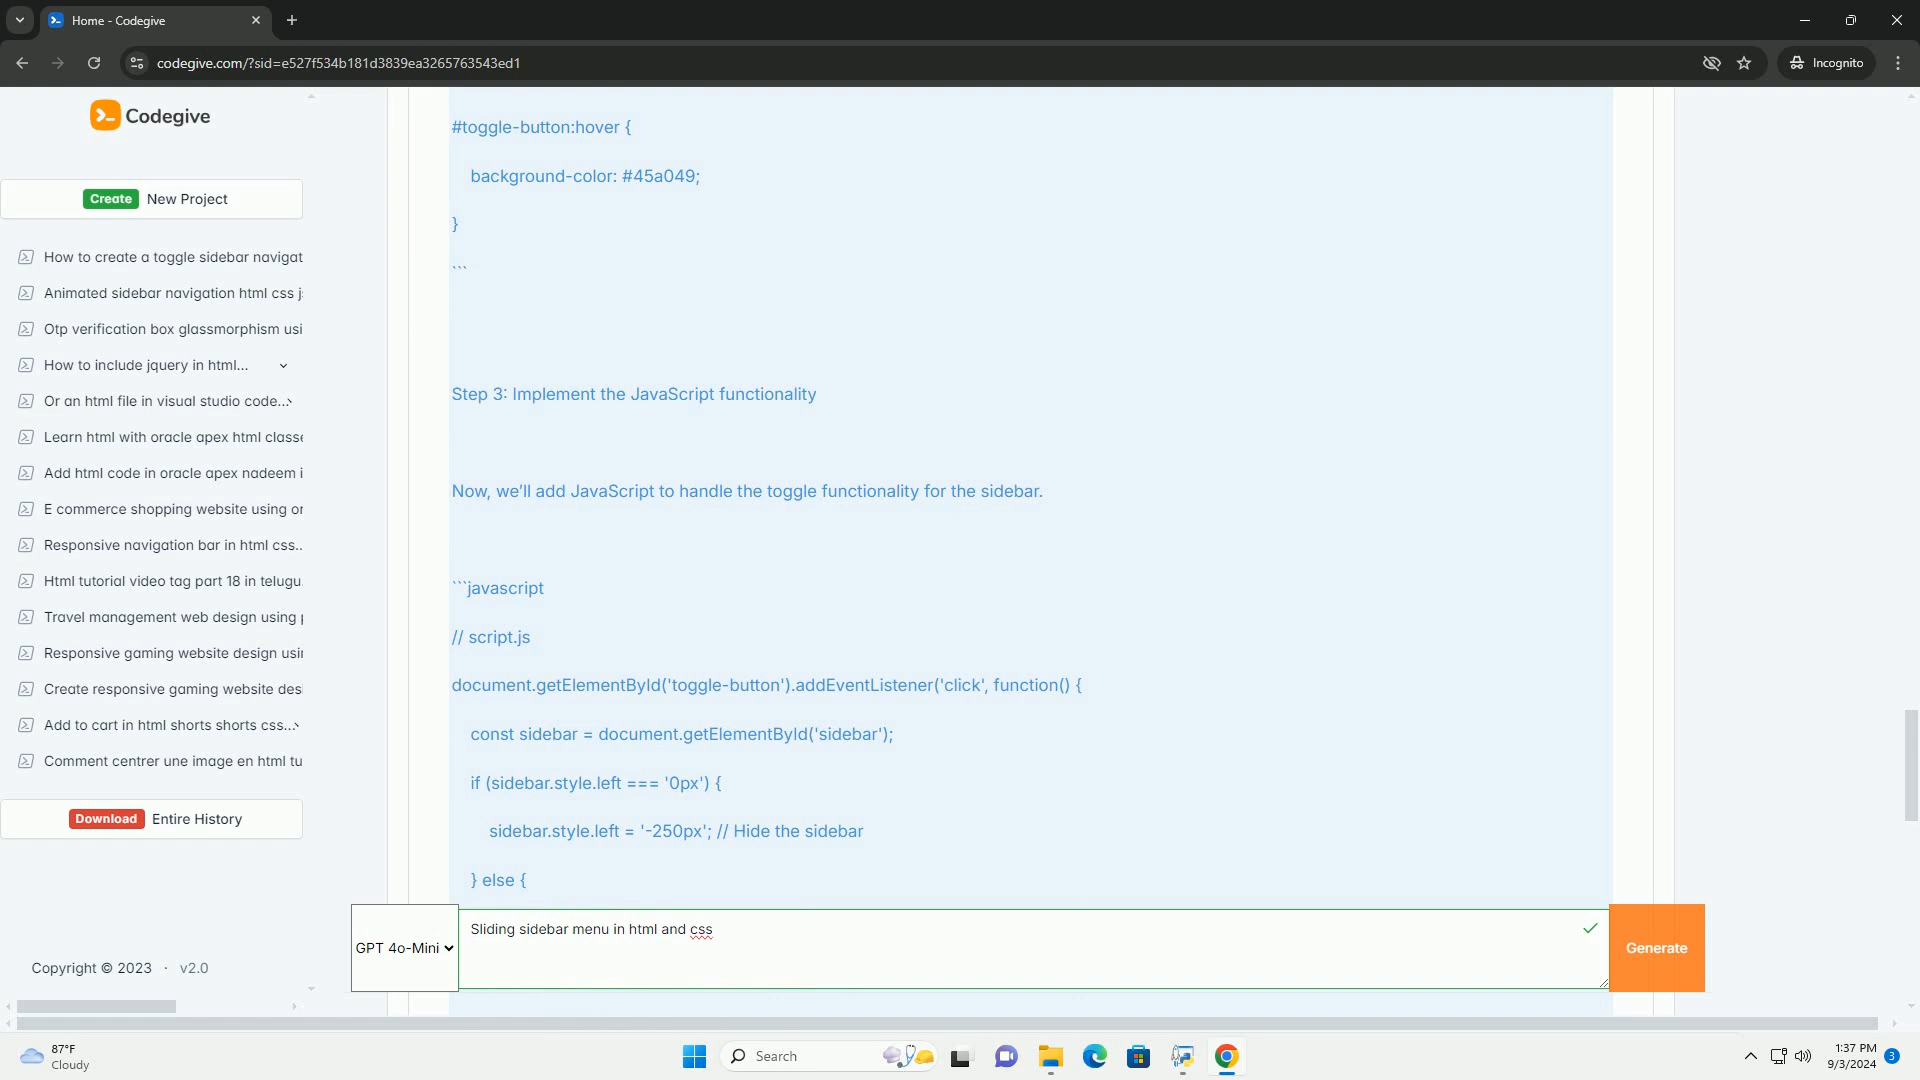 Home - Codegive
codegive.com/?sid=e527f534b181d3839ea3265763543ed1
Incognito
Codegive
Create New Project
How to create a toggle sidebar navigat
Animated sidebar navigation html css j
Otp verification box glassmorphism usi
How to include jquery in html...
Or an html file in visual studio code...
Learn html with oracle apex html classe
Add html code in oracle apex nadeem i
E commerce shopping website using or
Responsive navigation bar in html css..
Html tutorial video tag part 18 in telugu.
Travel management web design using p
Responsive gaming website design usin
Create responsive gaming website desi
Add to cart in html shorts shorts css...
Comment centrer une image en html tu
Download Entire History
Copyright © 2023 · v2.0
#toggle-button:hover {
background-color: #45a049;
}
```
Step 3: Implement the JavaScript functionality
Now, we'll add JavaScript to handle the toggle functionality for the sidebar.
```javascript
// script.js
document.getElementById('toggle-button').addEventListener('click', function() {
const sidebar = document.getElementById('sidebar');
if (sidebar.style.left === '0px') {
sidebar.style.left = '-250px'; // Hide the sidebar
} else {
GPT 4o-Mini
Sliding sidebar menu in html and css
Generate
87°F
Cloudy
Search
1:37 PM
9/3/2024
3